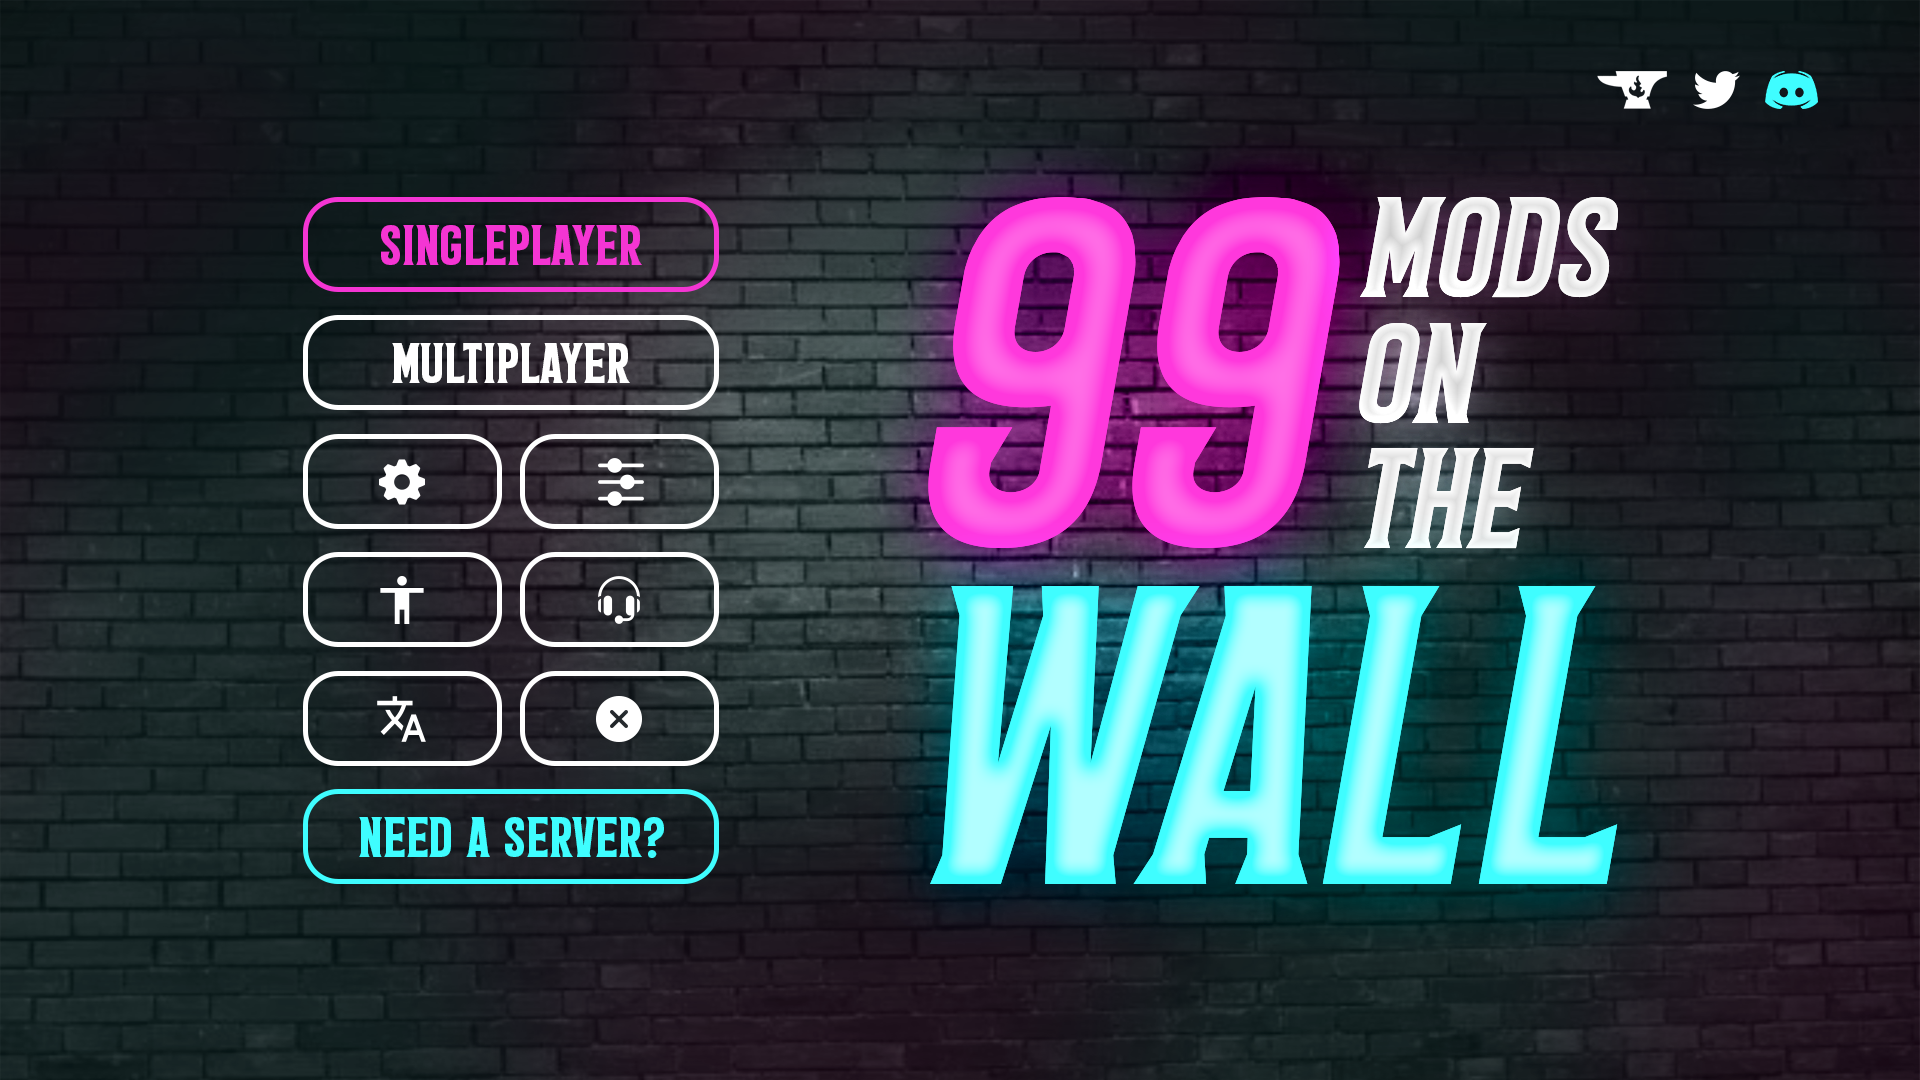 SINGLEPLAYER
MULTIPLAYER
NEED A SERVER?
99 MODS
ON
THE
WALL